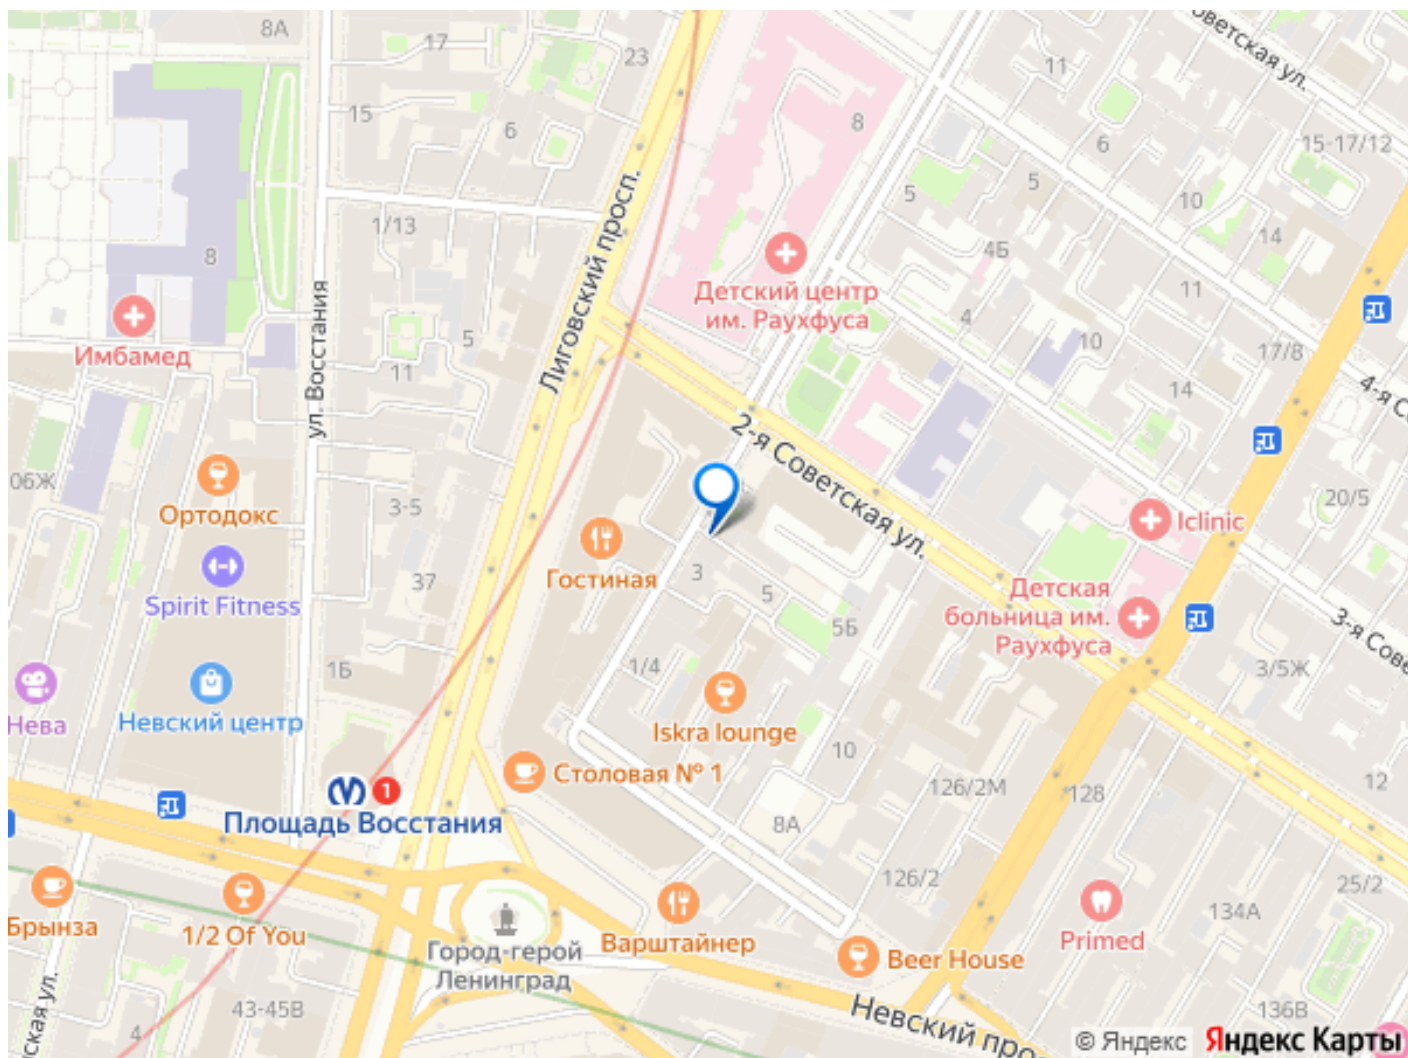 8А
17
23
15
6
1/13
8
5
11
ул. Восстания
Лиговский просп.
Имбамед
06Ж
Ортодокс
3-5
Spirit Fitness
37
1Б
Нева
Невский центр
1
Площадь Восстания
Брынза
1/2 Of You
43-45В
4
Город-герой
Ленинград
Столовая № 1
Варштайнер
Beer House
Невский про
Гостиная
3
5
5Б
1/4
Iskra lounge
10
8А
126/2М
126/2
128
134А
Primed
136В
25/2
12
8
Детский центр
им. Раухфуса
2-я Советская ул.
5
11
6
5
4Б
10
14
11
4
10
14
17/8
15-17/12
оветская ул.
4-я С
20/5
Iclinic
Детская
больница им.
Раухфуса
3-я Сове
3/5Ж
ская ул.
© Яндекс Яндекс Карты